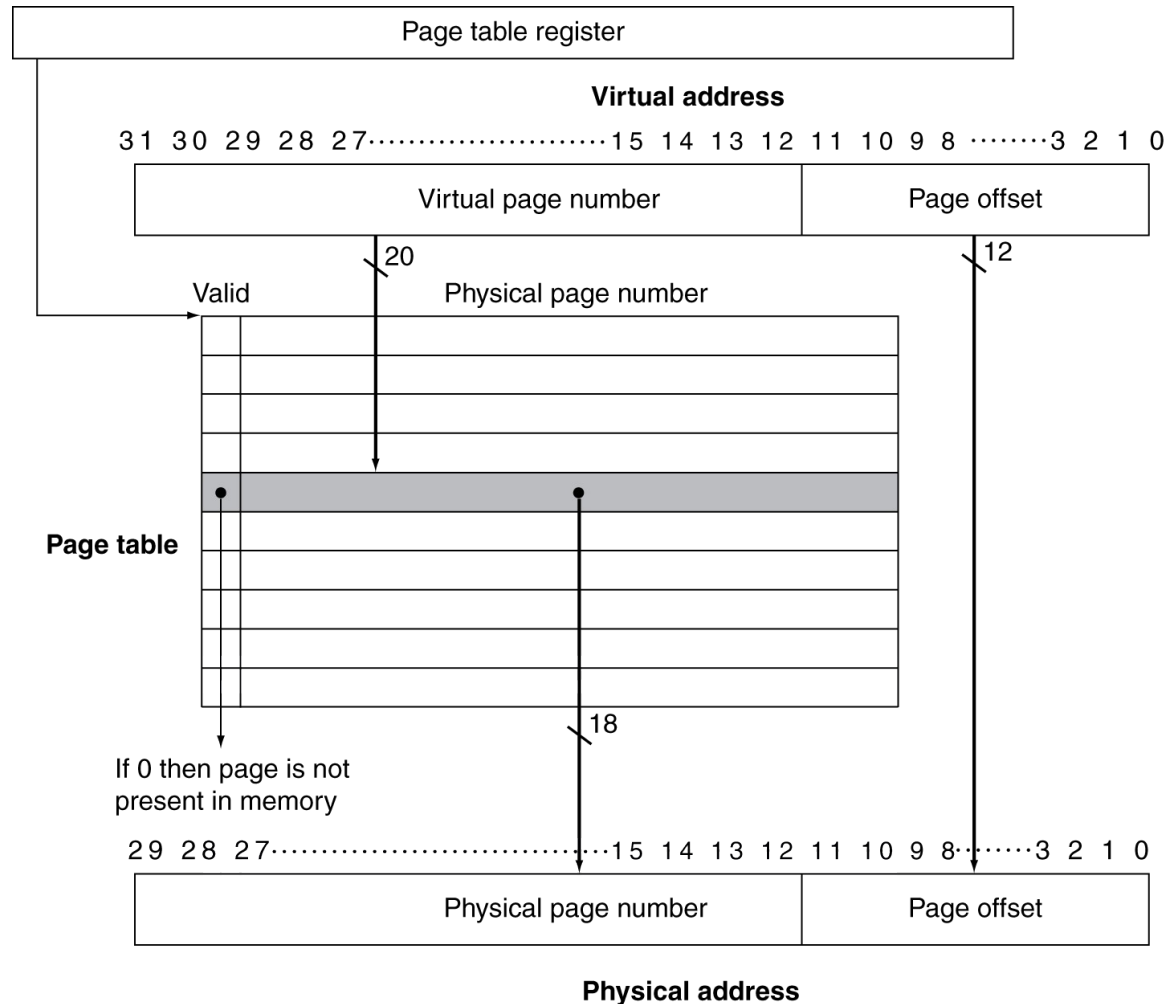 Page table register
Virtual address
31 30 29 28 27························15 14 13 12 11 10 9 8 ········3 2 1 0
Virtual page number Page offset
20 12
Valid Physical page number
Page table
18
If 0 then page is not
present in memory
29 28 27··································15 14 13 12 11 10 9 8········3 2 1 0
Physical page number Page offset
Physical address